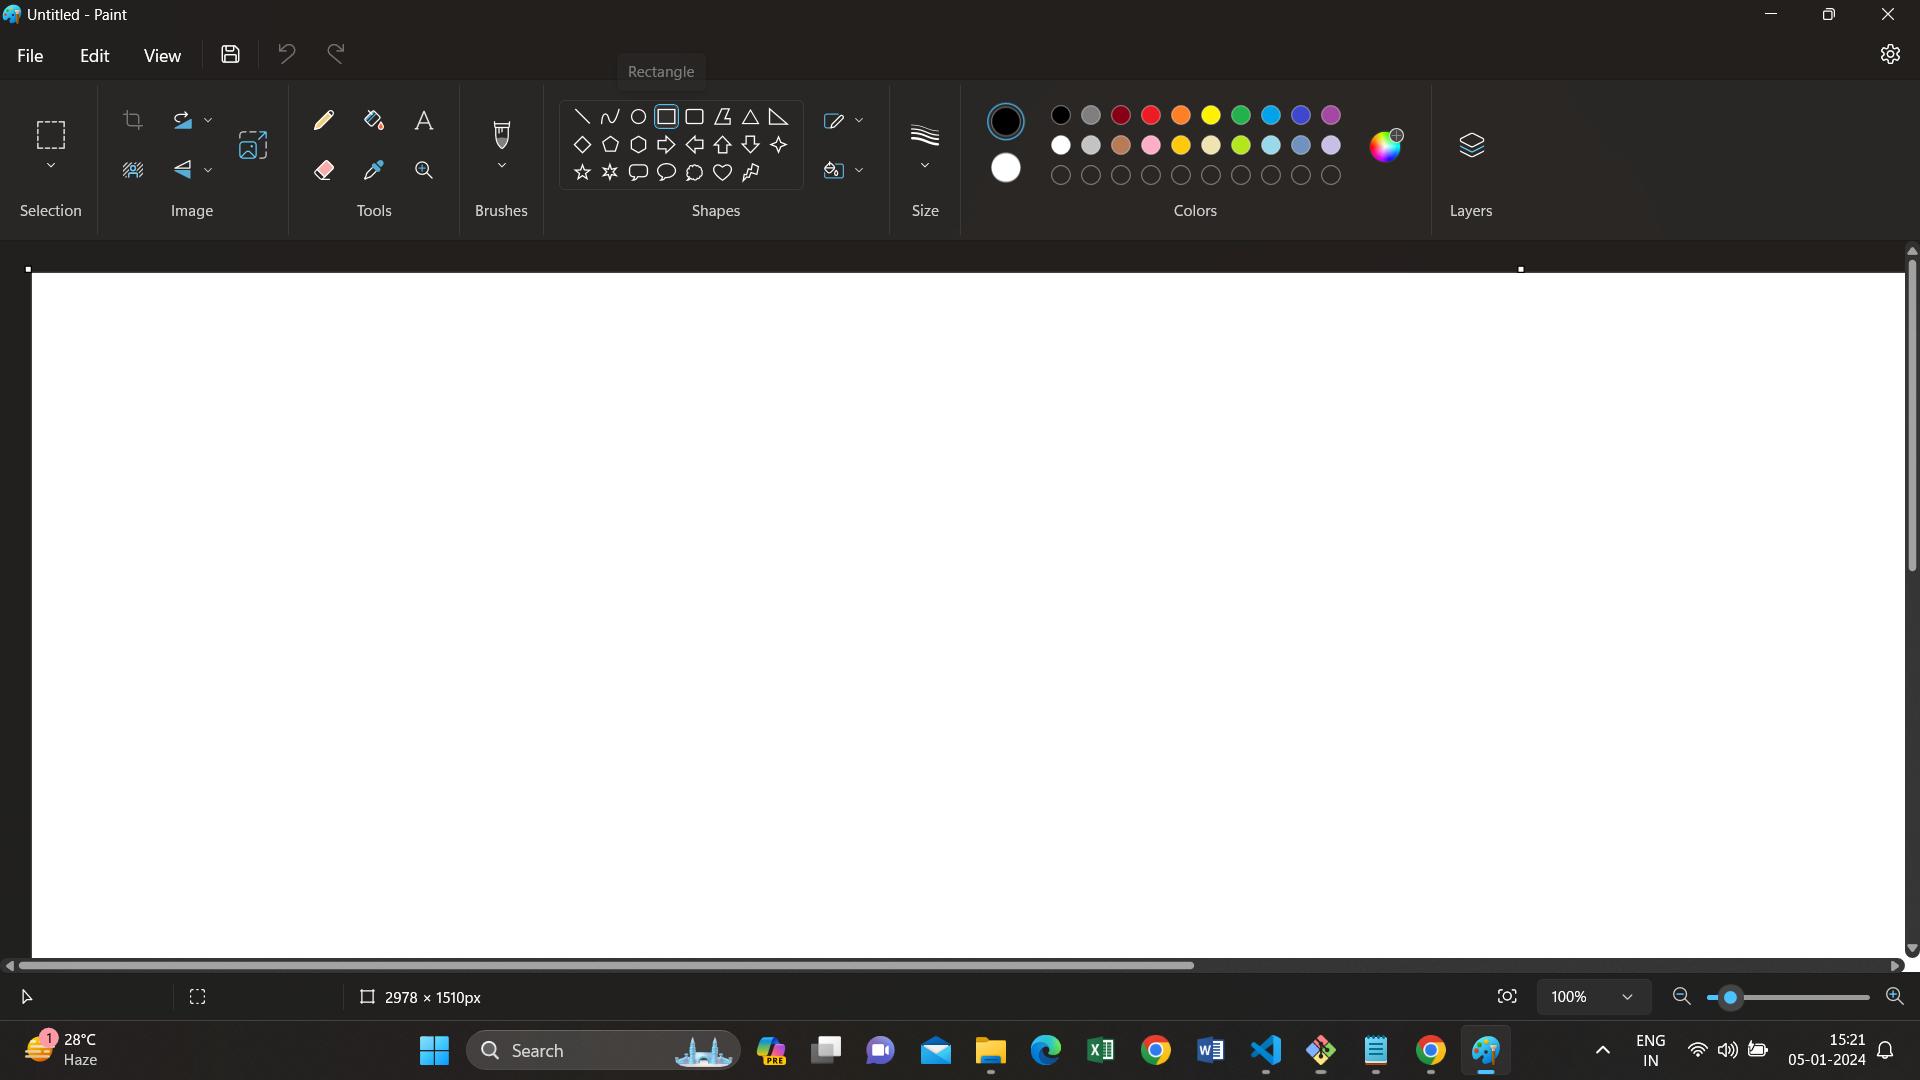 Untitled - Paint
File Edit View
Rectangle
Selection Image Tools Brushes Shapes Size Colors Layers
2978 × 1510px
100%
1
28°C
Haze
Search
PRE
ENG
IN
15:21
05-01-2024